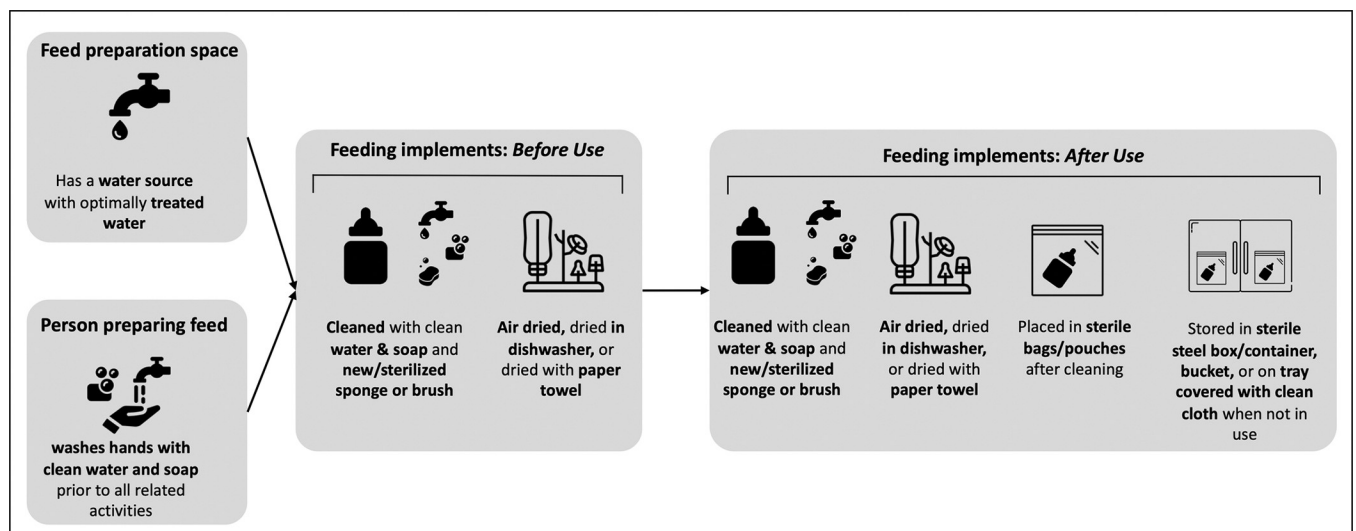 Feed preparation space
Has a water source
with optimally treated
water
Person preparing feed
washes hands with
clean water and soap
prior to all related
activities
Feeding implements: Before Use
Cleaned with clean
water & soap and
new/sterilized
sponge or brush
Air dried, dried in
dishwasher, or
dried with paper
towel
Feeding implements: After Use
Cleaned with clean
water & soap and
new/sterilized
sponge or brush
Air dried, dried
in dishwasher,
or dried with
paper towel
Placed in sterile
bags/pouches
after cleaning
Stored in sterile
steel box/container,
bucket, or on tray
covered with clean
cloth when not in
use